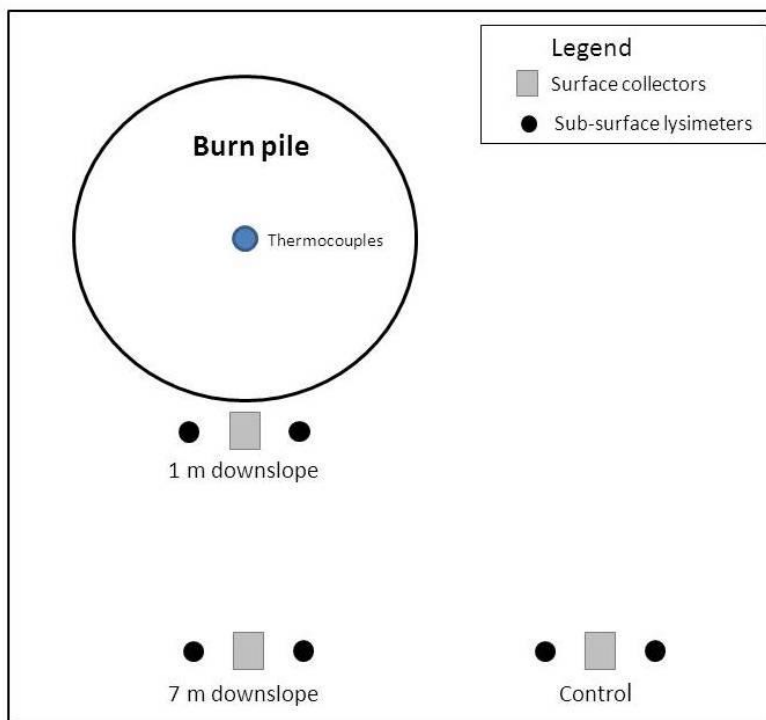 Legend
Surface collectors
Sub-surface lysimeters
Burn pile
Thermocouples
1 m downslope
7 m downslope
Control